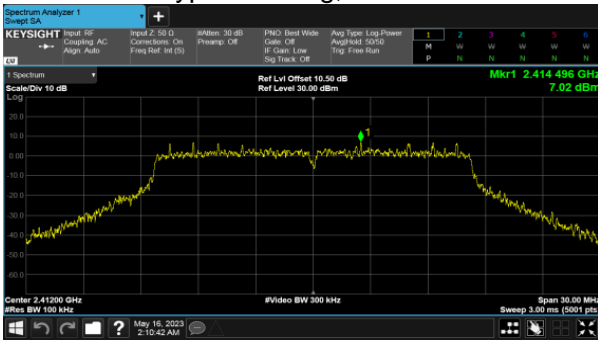 Spectrum Analyzer 1
Swept SA
+
KEYSIGHT
Input: RF
Coupling: AC
Align: Auto
Input Z: 50 Ω
Corrections: On
Freq Ref: Int (S)
#Atten: 30 dB
Preamp: Off
PNO: Best Wide
Gate: Off
IF Gain: Low
Sig Track: Off
Avg Type: Log-Power
Avg|Hold: 50/50
Trig: Free Run
1 2 3 4 5 6
M W W W W W
P N N N N N
1 Spectrum
Scale/Div 10 dB
Ref Lvl Offset 10.50 dB
Ref Level 30.00 dBm
Mkr1 2.414 496 GHz
7.02 dBm
Log
20.0
10.0
0.00
-10.0
-20.0
-30.0
-40.0
-50.0
-60.0
1
Center 2.41200 GHz
#Res BW 100 kHz
#Video BW 300 kHz
Span 30.00 MHz
Sweep 3.00 ms (5001 pts)
?
May 16, 2023
2:10:42 AM